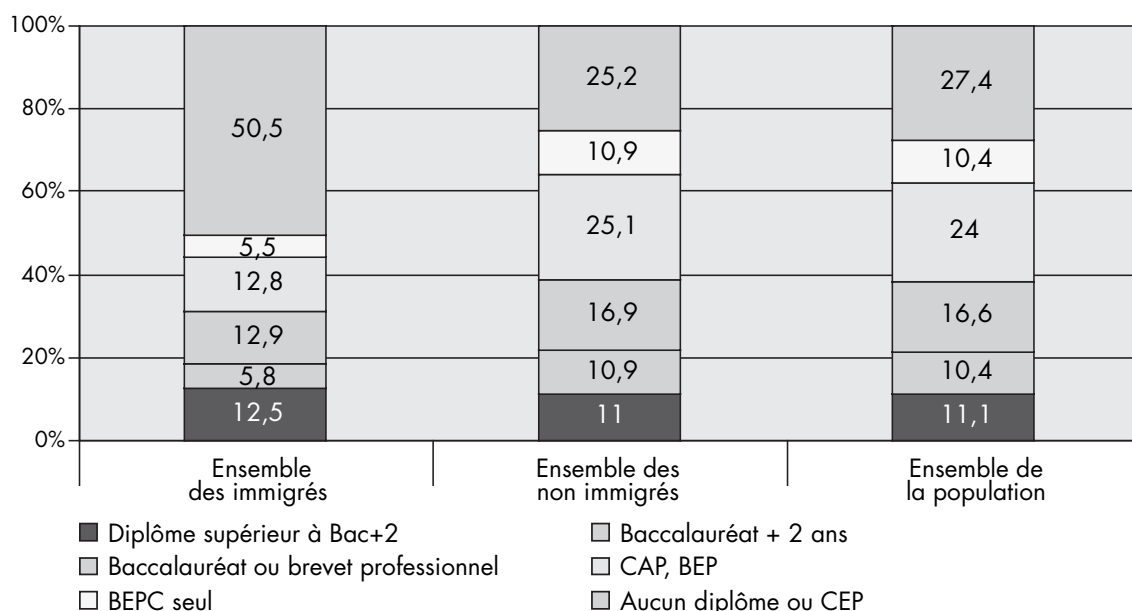 100%
25,2
27,4
80%
50,5
10,9
10,4
60%
25,1
24
5,5
40%
12,8
16,9
16,6
12,9
20%
5,8
10,9
10,4
12,5
11
11,1
0%
Ensemble
des immigrés
Ensemble des
non immigrés
Ensemble de
la population
Diplôme supérieur à Bac+2
Baccalauréat + 2 ans
Baccalauréat ou brevet professionnel
CAP, BEP
BEPC seul
Aucun diplôme ou CEP